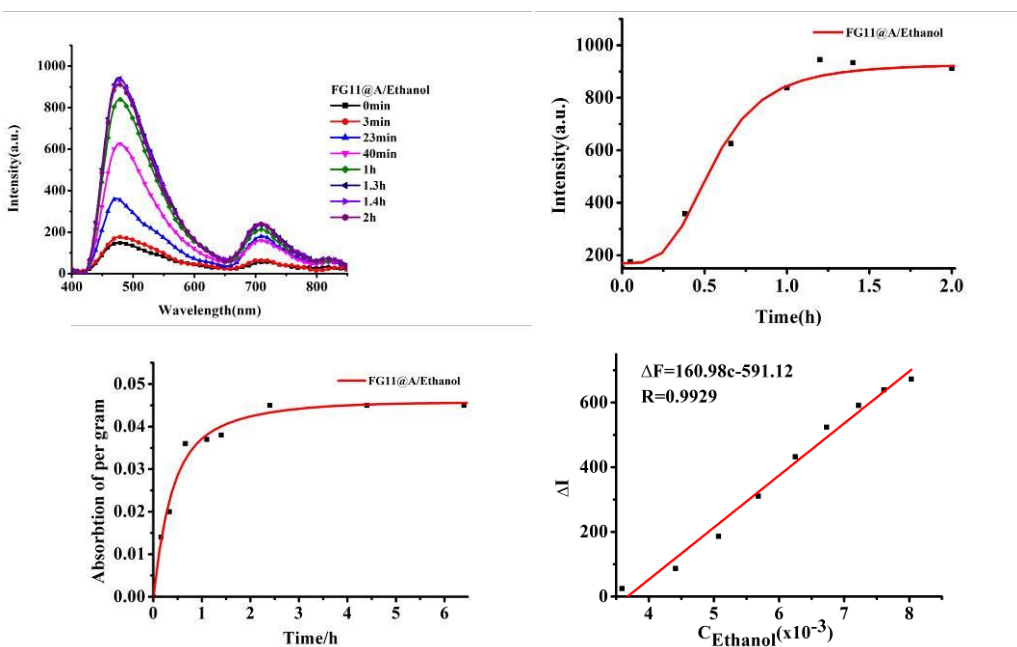 1000
800
600
400
200
0
Intensity(a.u.)
FG11@A/Ethanol
0min
3min
23min
40min
1h
1.3h
1.4h
2h
400 500 600 700 800
Wavelength(nm)
FG11@A/Ethanol
1000
800
600
400
200
Intensity(a.u.)
0.0 0.5 1.0 1.5 2.0
Time(h)
FG11@A/Ethanol
0.05
0.04
0.03
0.02
0.01
0.00
Absorbtion of per gram
0 1 2 3 4 5 6
Time/h
ΔF=160.98c-591.12
R=0.9929
600
400
200
0
ΔI
4 5 6 7 8
CEthanol(x10-3)